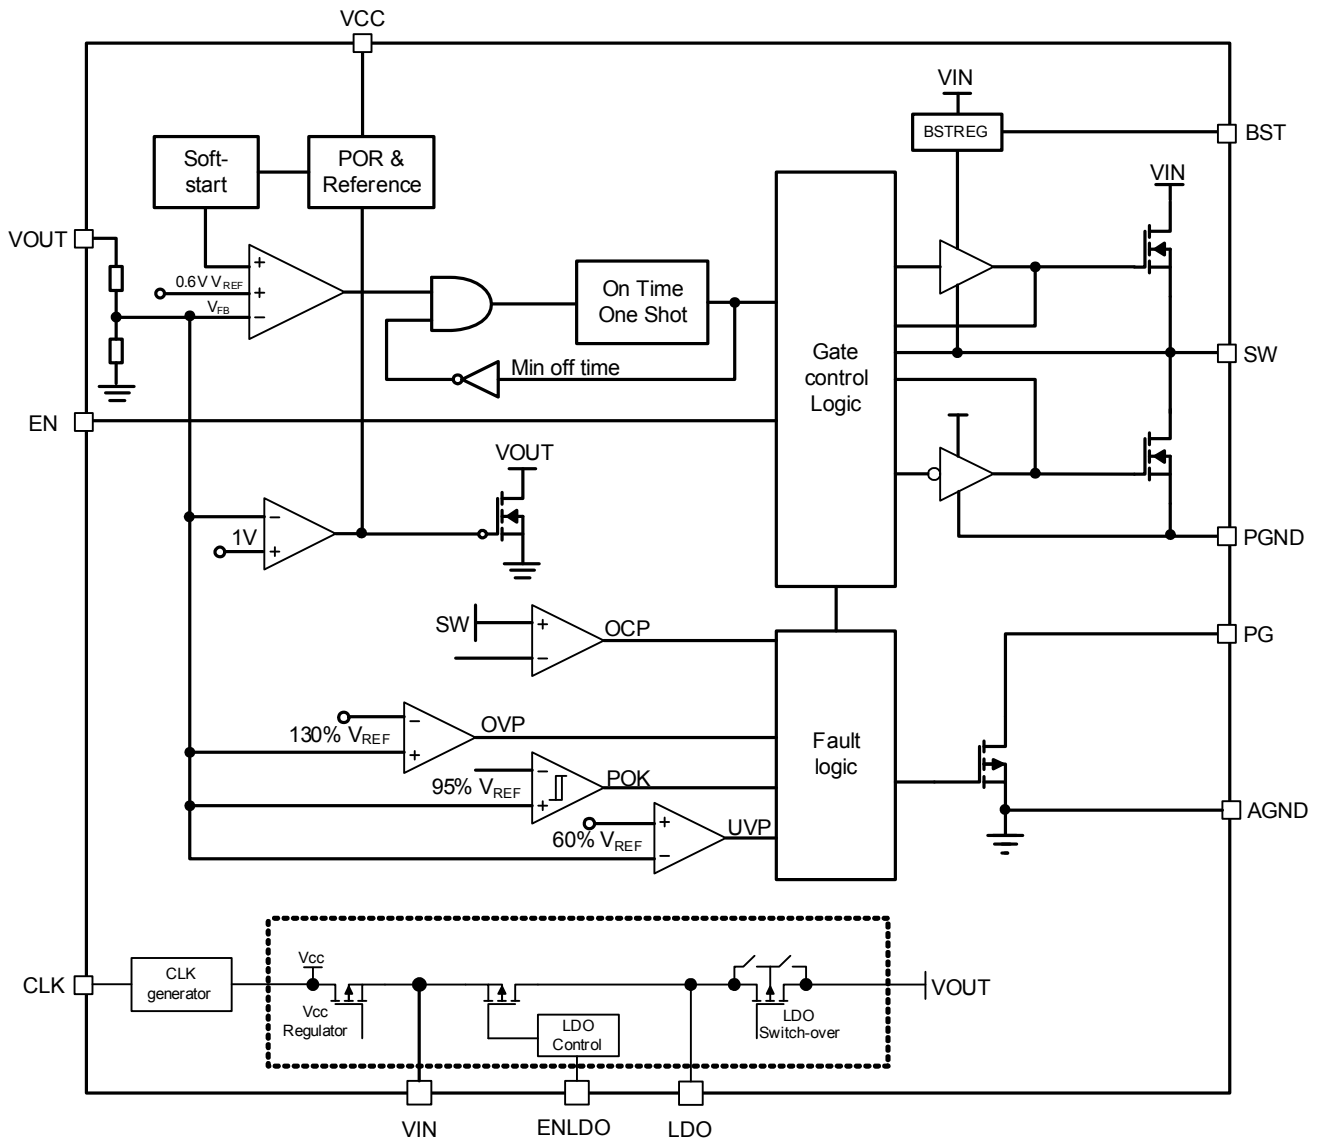 VCC
VIN
BSTREG
BST
Soft-
start
POR &
Reference
VIN
VOUT
0.6V VREF
+
+
VFB
−
On Time
One Shot
Min off time
Gate
control
Logic
SW
EN
VOUT
−
1V
+
PGND
SW
+
−
OCP
PG
130% VREF
−
+
OVP
Fault
logic
95% VREF
−
+
POK
60% VREF
+
−
UVP
AGND
CLK
CLK
generator
Vcc
Vcc
Regulator
LDO
Control
LDO
Switch-over
VOUT
VIN
ENLDO
LDO